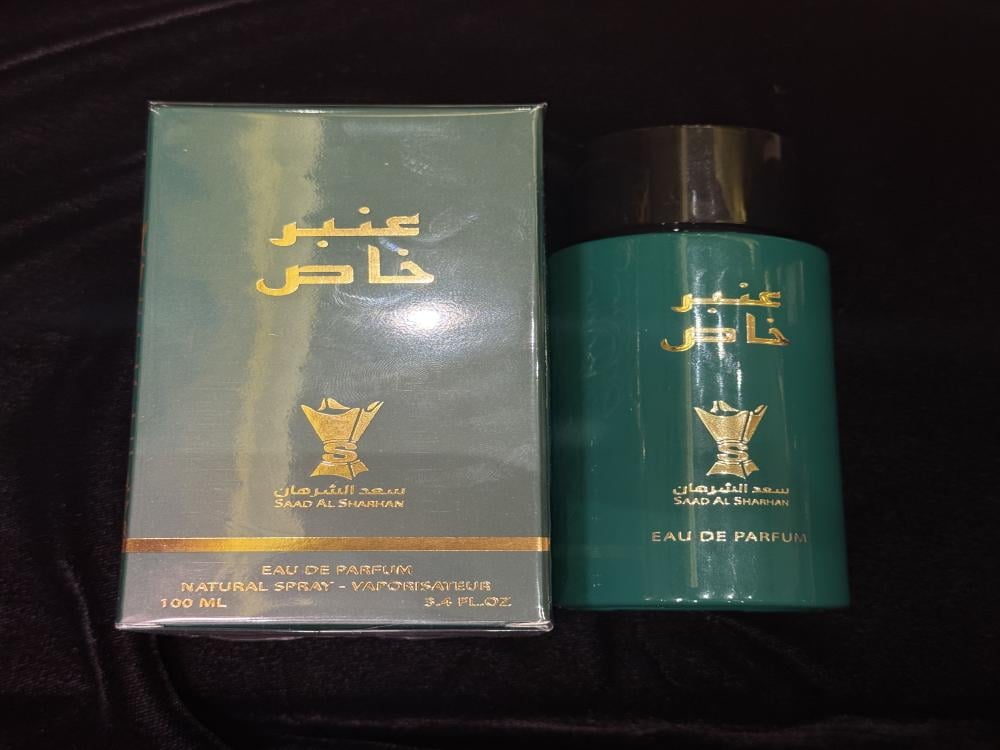 عنبر
خاص
S
سعد الشرهان
SAAD AL SHARHAN
EAU DE PARFUM
NATURAL SPRAY - VAPORISATEUR
100 ML 3.4 FL.OZ
عنبر
خاص
S
سعد الشرهان
SAAD AL SHARHAN
EAU DE PARFUM